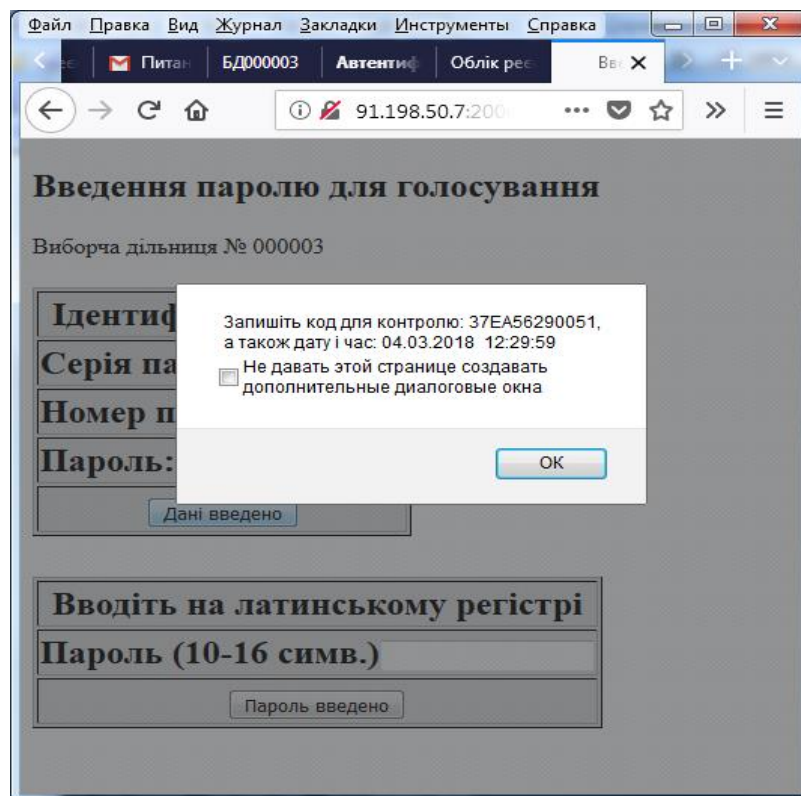 Файл Правка Вид Журнал Закладки Инструменты Справка
БД000003 Автентиф Облік рее
91.198.50.7:200
Введення паролю для голосування
Виборча дільниця № 000003
Ідентиф
Серія па
Номер п
Пароль:
Дані введено
Запишіть код для контролю: 37EA56290051,
а також дату і час: 04.03.2018 12:29:59
Не давать этой странице создавать
дополнительные диалоговые окна
ОК
Вводіть на латинському регістрі
Пароль (10-16 симв.)
Пароль введено